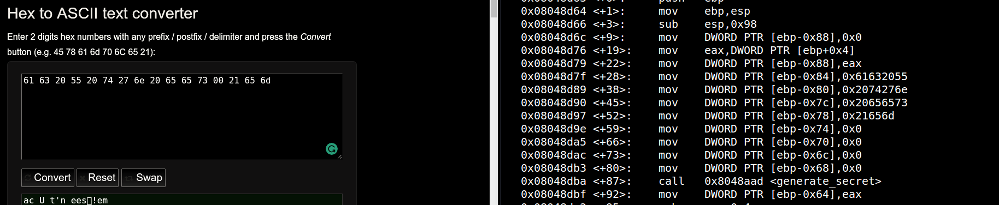 Hex to ASCII text converter
Enter 2 digits hex numbers with any prefix / postfix / delimiter and press the Convert
button (e.g. 45 78 61 6d 70 6C 65 21):
61 63 20 55 20 74 27 6e 20 65 65 73 00 21 65 6d
Convert Reset Swap
ac U t'n ees▯!em
0x08048d64 <+1>: mov ebp,esp
0x08048d66 <+3>: sub esp,0x98
0x08048d6c <+9>: mov DWORD PTR [ebp-0x88],0x0
0x08048d76 <+19>: mov eax,DWORD PTR [ebp+0x4]
0x08048d79 <+22>: mov DWORD PTR [ebp-0x88],eax
0x08048d7f <+28>: mov DWORD PTR [ebp-0x84],0x61632055
0x08048d89 <+38>: mov DWORD PTR [ebp-0x80],0x2074276e
0x08048d90 <+45>: mov DWORD PTR [ebp-0x7c],0x20656573
0x08048d97 <+52>: mov DWORD PTR [ebp-0x78],0x21656d
0x08048d9e <+59>: mov DWORD PTR [ebp-0x74],0x0
0x08048da5 <+66>: mov DWORD PTR [ebp-0x70],0x0
0x08048dac <+73>: mov DWORD PTR [ebp-0x6c],0x0
0x08048db3 <+80>: mov DWORD PTR [ebp-0x68],0x0
0x08048dba <+87>: call 0x8048aad <generate_secret>
0x08048dbf <+92>: mov DWORD PTR [ebp-0x64],eax